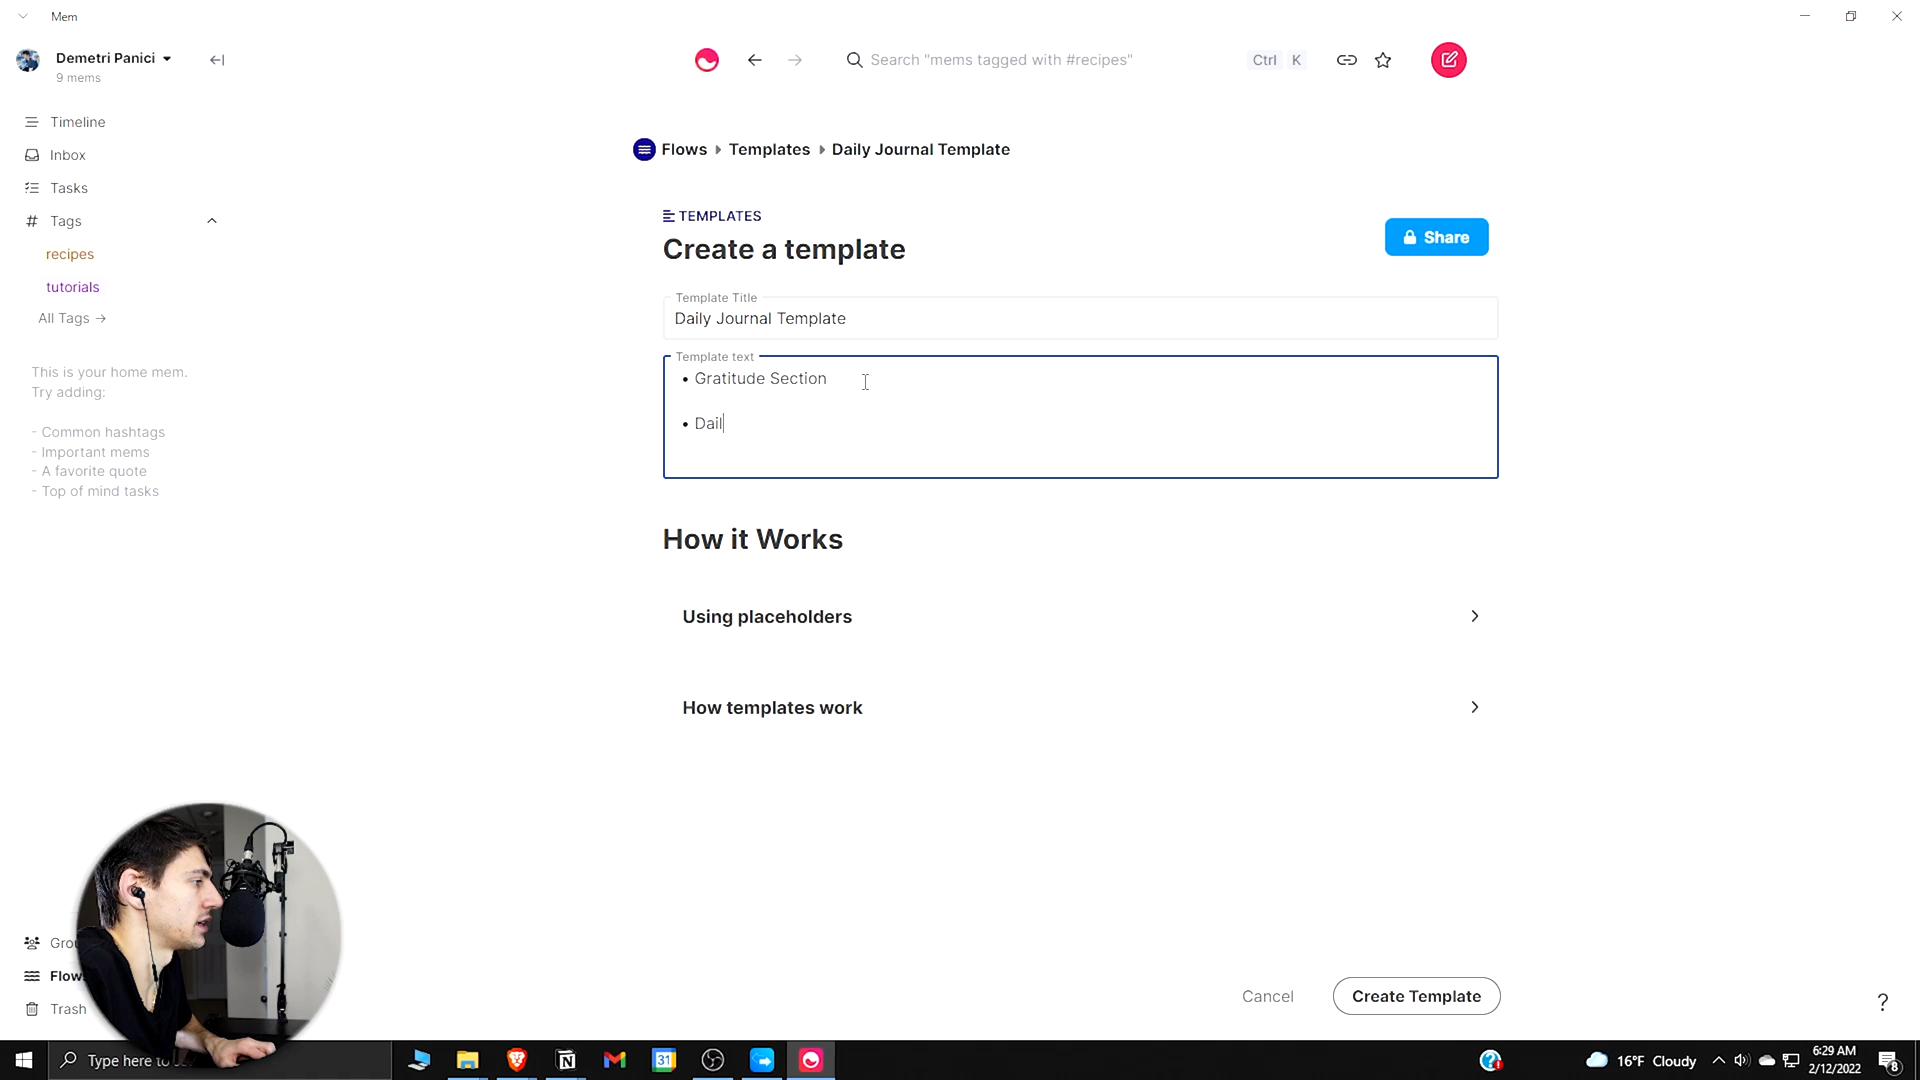 Mem
Demetri Panici
9 mems
Search "mems tagged with #recipes"
Ctrl K
Timeline
Inbox
Tasks
# Tags
recipes
tutorials
All Tags →
This is your home mem.
Try adding:
- Common hashtags
- Important mems
- A favorite quote
- Top of mind tasks
Flows
Templates
Daily Journal Template
TEMPLATES
Create a template
Share
Template Title
Daily Journal Template
Template text
• Gratitude Section
• Dail
How it Works
Using placeholders
How templates work
Cancel
Create Template
?
Trash
Type here to
31
16°F Cloudy
6:29 AM
2/12/2022
8